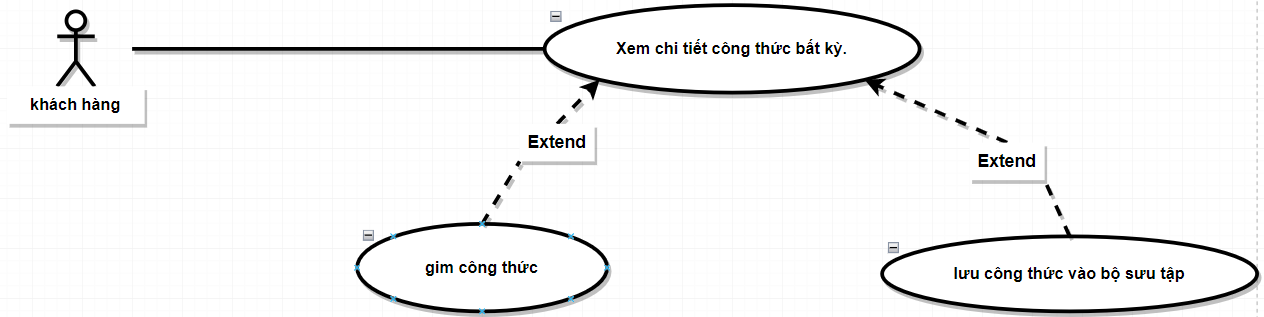 Xem chi tiết công thức bất kỳ.
khách hàng
Extend
Extend
gim công thức
lưu công thức vào bộ sưu tập